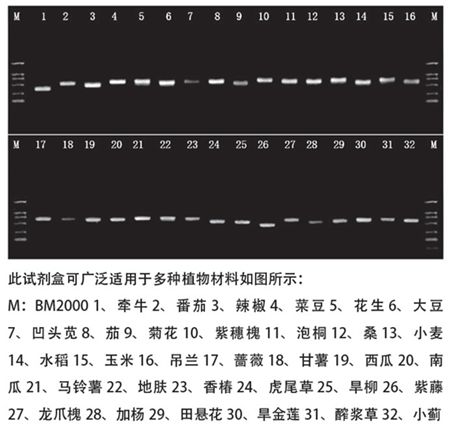 M 1 2 3 4 5 6 7 8 9 10 11 12 13 14 15 16 M
17 18 19 20 21 22 23 24 25 26 27 28 29 30 31 32 M
此试剂盒可广泛适用于多种植物材料如图所示：
M：BM2000 1、牵牛 2、番茄 3、辣椒 4、菜豆 5、花生 6、大豆
7、凹头苋 8、茄 9、菊花 10、紫穗槐 11、泡桐 12、桑 13、小麦
14、水稻 15、玉米 16、吊兰 17、蔷薇 18、甘薯 19、西瓜 20、南
瓜 21、马铃薯 22、地肤 23、香椿 24、虎尾草 25、旱柳 26、紫藤
27、龙爪槐 28、加杨 29、田悬花 30、旱金莲 31、酢浆草 32、小蓟